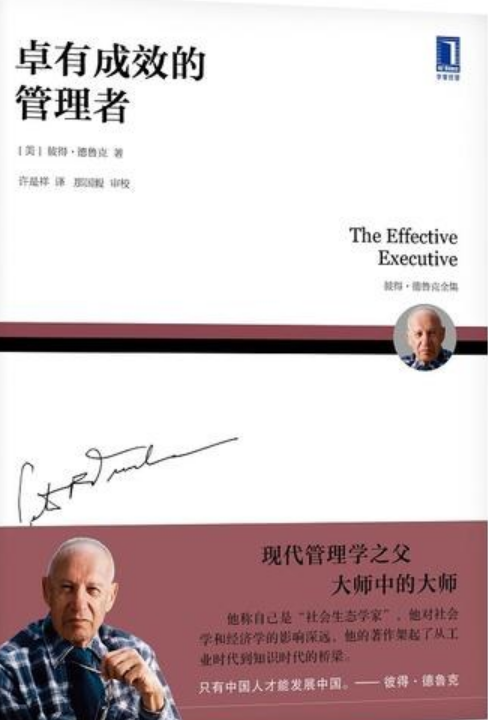 卓有成效的
管理者
[美] 彼得·德鲁克 著
许是祥 译 那国毅 审校
华章经管
The Effective
Executive
彼得·德鲁克全集
现代管理学之父
大师中的大师
他称自己是“社会生态学家”，他对社会
学和经济学的影响深远，他的著作架起了从工
业时代到知识时代的桥梁。
只有中国人才能发展中国。—— 彼得·德鲁克